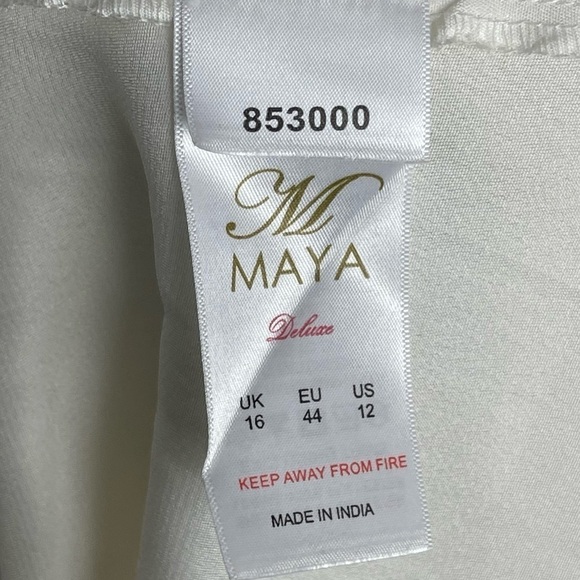 853000
M
MAYA
Deluxe
UK EU US
16 44 12
KEEP AWAY FROM FIRE
MADE IN INDIA